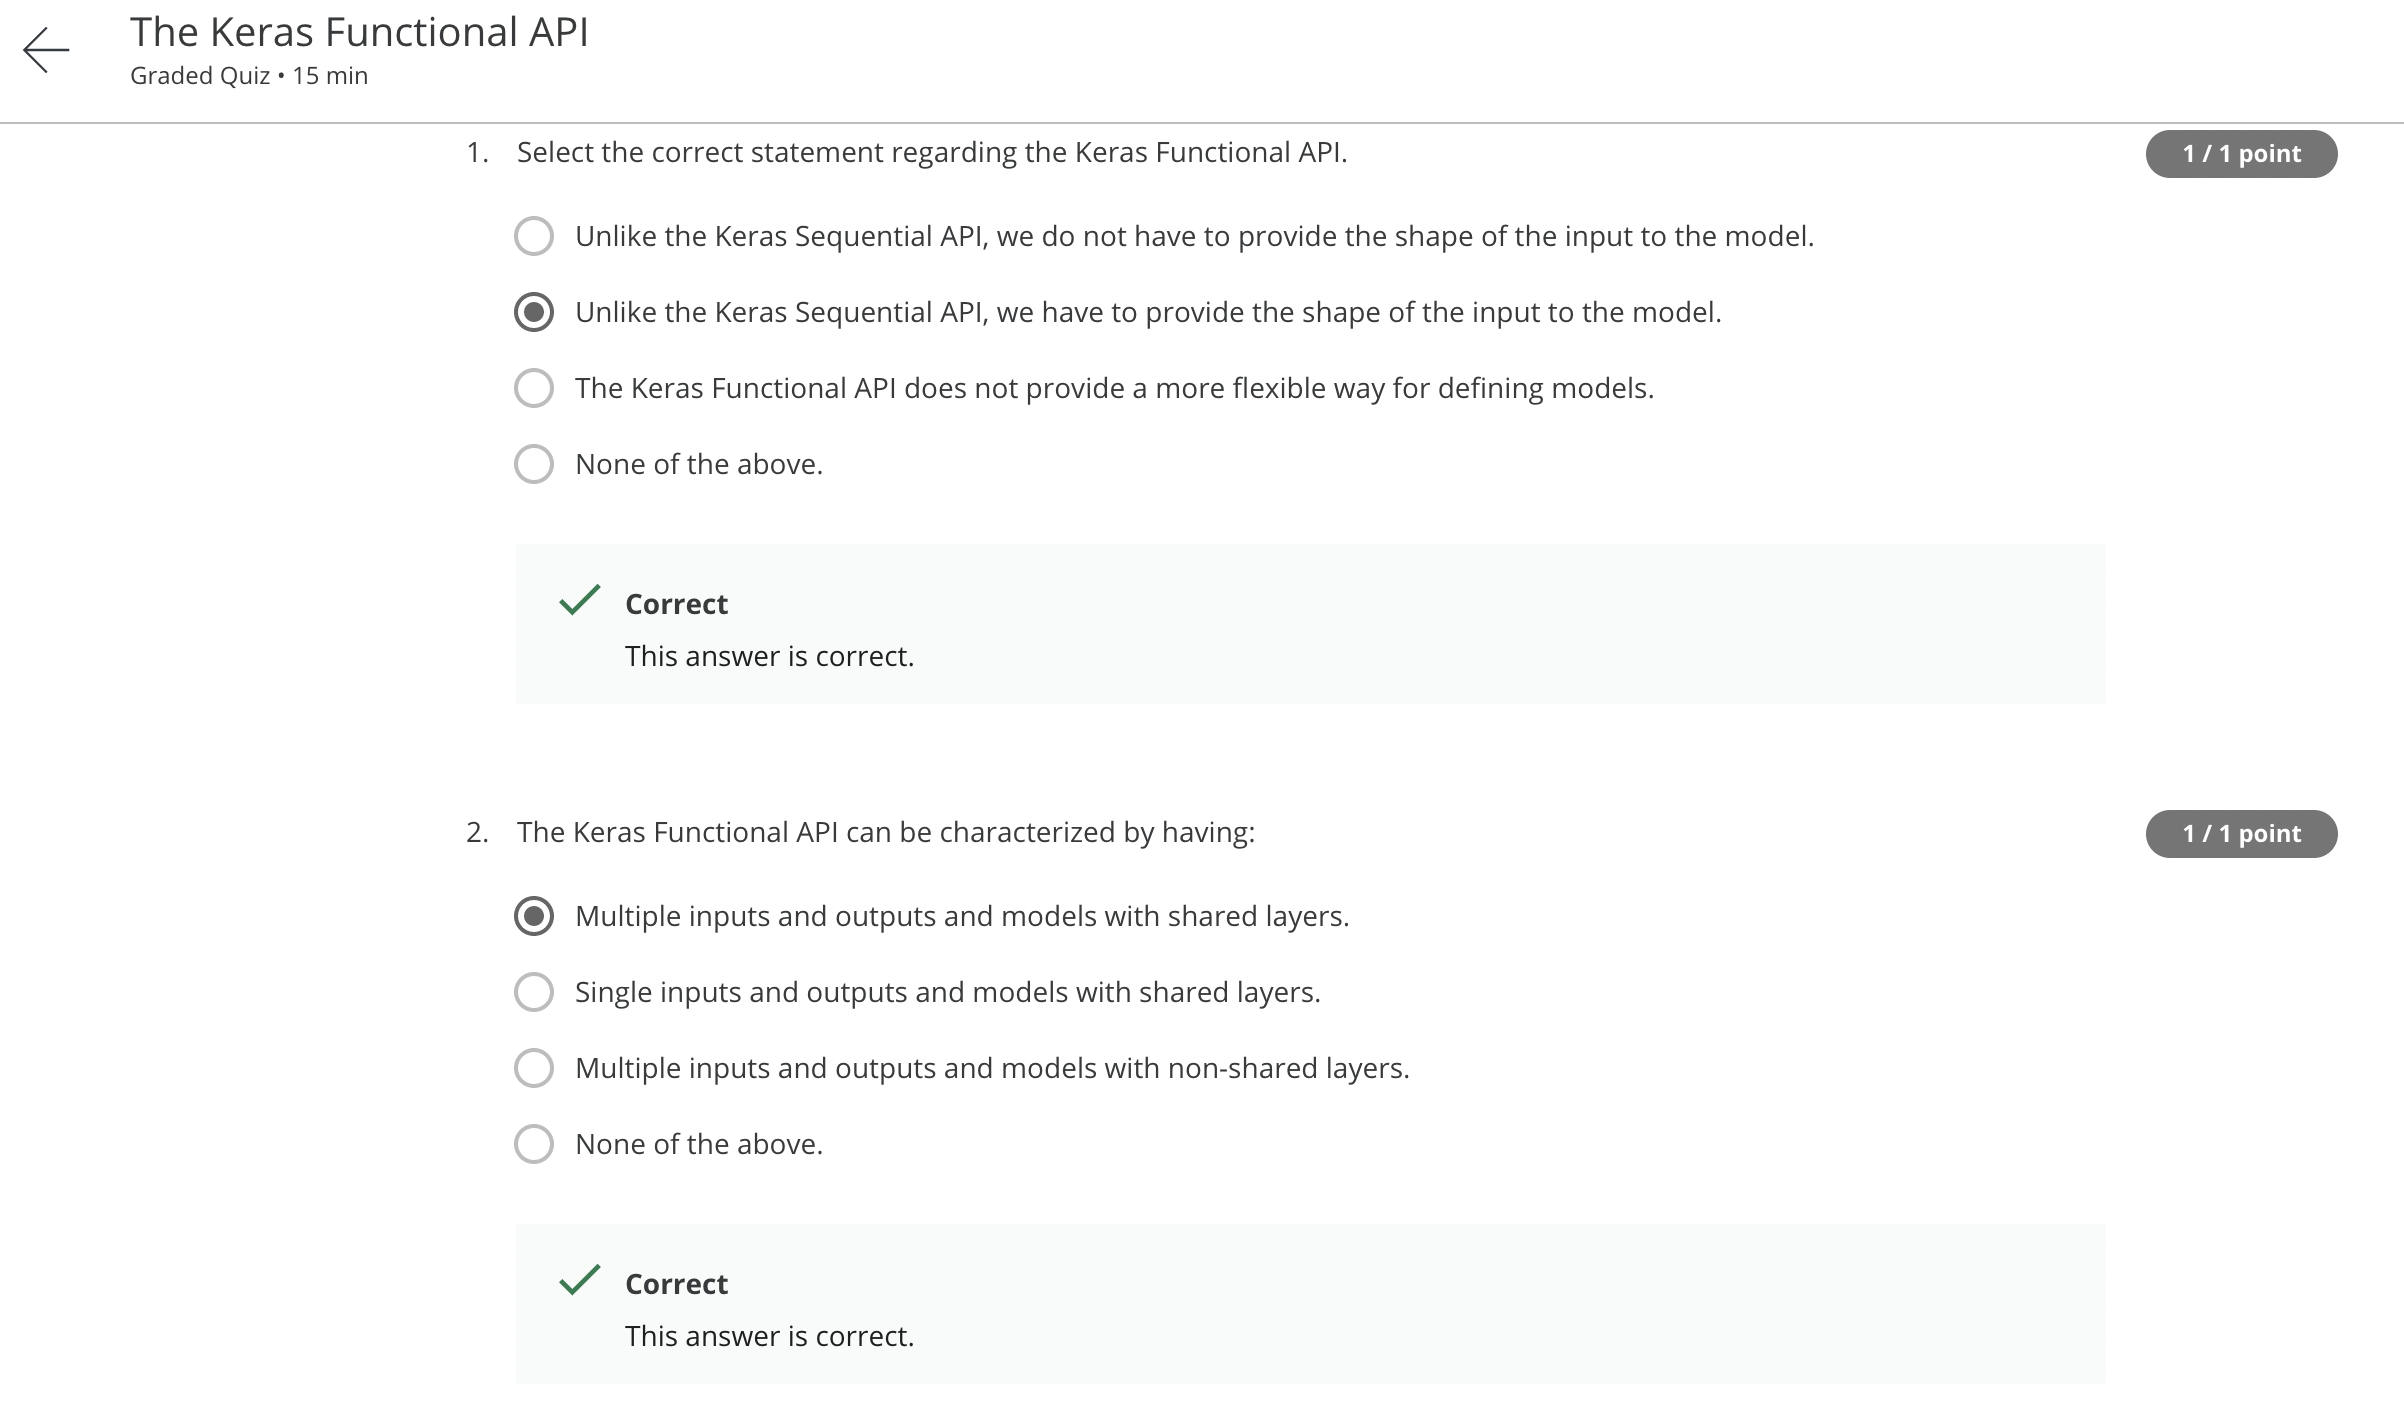 The Keras Functional API
Graded Quiz • 15 min
1. Select the correct statement regarding the Keras Functional API.
1 / 1 point
Unlike the Keras Sequential API, we do not have to provide the shape of the input to the model.
Unlike the Keras Sequential API, we have to provide the shape of the input to the model.
The Keras Functional API does not provide a more flexible way for defining models.
None of the above.
Correct
This answer is correct.
2. The Keras Functional API can be characterized by having:
1 / 1 point
Multiple inputs and outputs and models with shared layers.
Single inputs and outputs and models with shared layers.
Multiple inputs and outputs and models with non-shared layers.
None of the above.
Correct
This answer is correct.